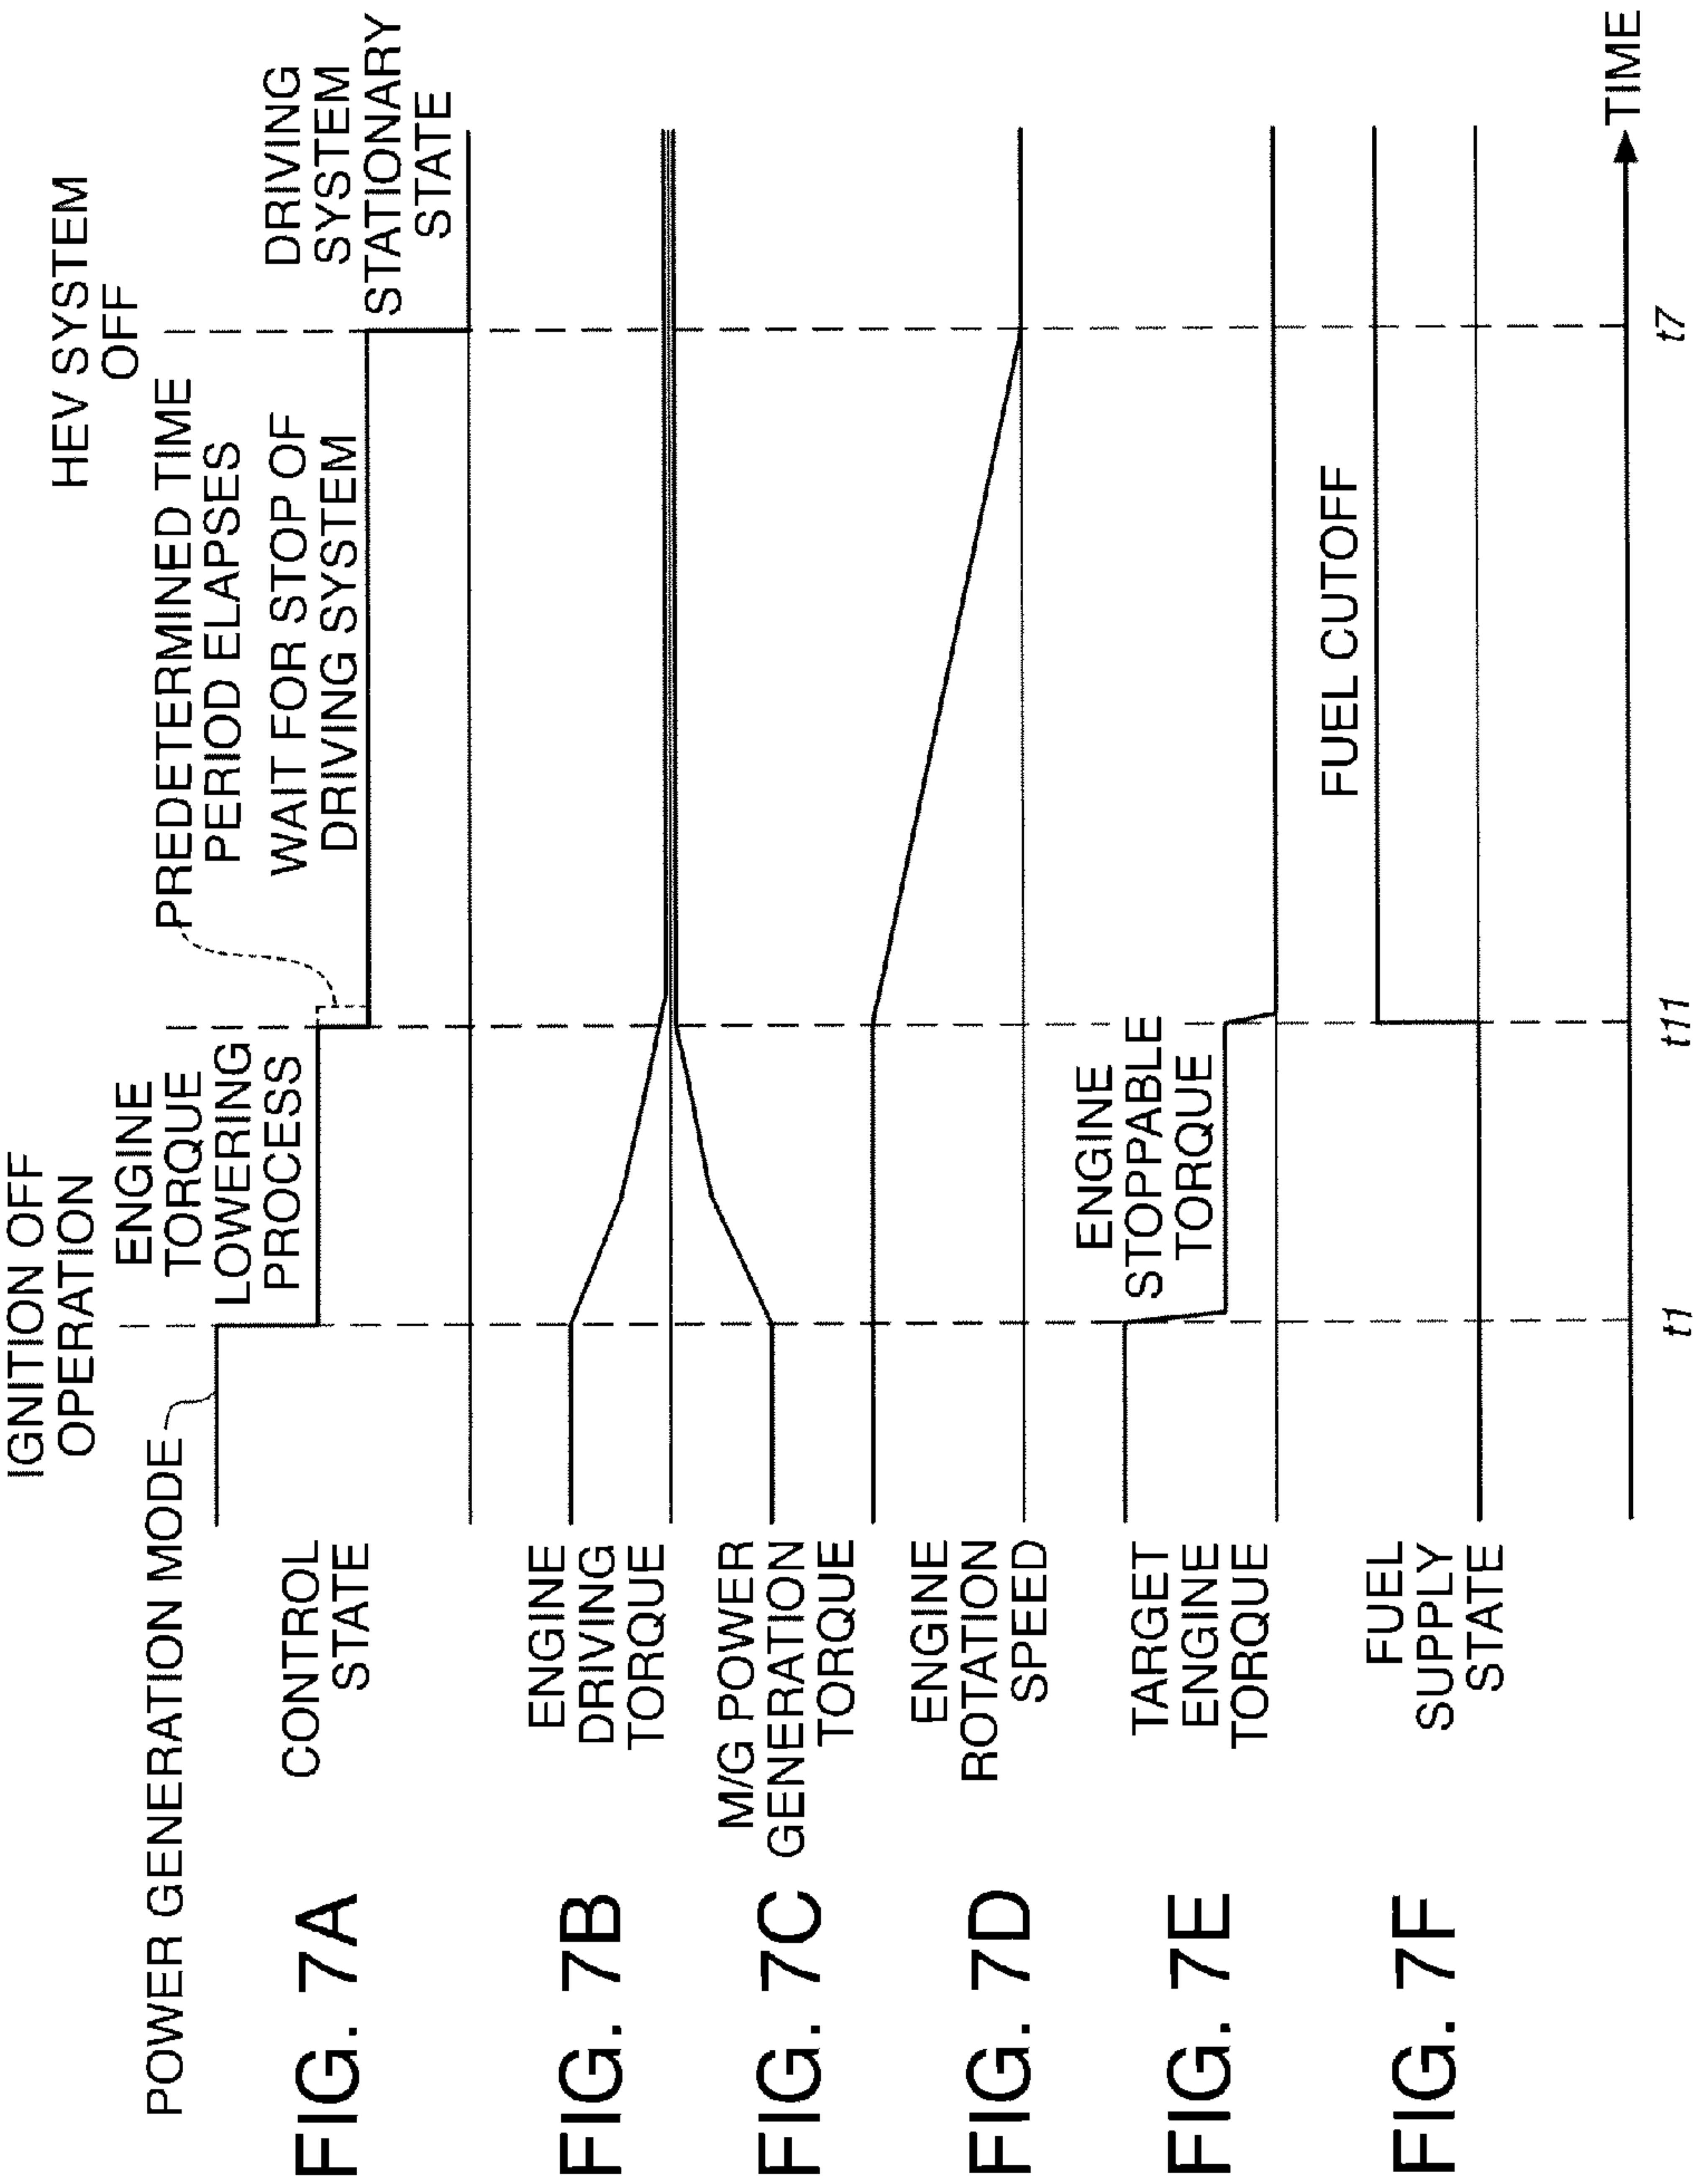 IGNITION OFF
OPERATION
HEV SYSTEM
OFF
POWER GENERATION MODE
ENGINE
TORQUE
LOWERING
PROCESS
PREDETERMINED TIME
PERIOD ELAPSES
WAIT FOR STOP OF
DRIVING SYSTEM
DRIVING
SYSTEM
STATIONARY
STATE
FIG. 7A
CONTROL
STATE
FIG. 7B
ENGINE
DRIVING
TORQUE
FIG. 7C
M/G POWER
GENERATION
TORQUE
FIG. 7D
ENGINE
ROTATION
SPEED
FIG. 7E
TARGET
ENGINE
TORQUE
ENGINE
STOPPABLE
TORQUE
FIG. 7F
FUEL
SUPPLY
STATE
FUEL CUTOFF
TIME
t1
t11
t7